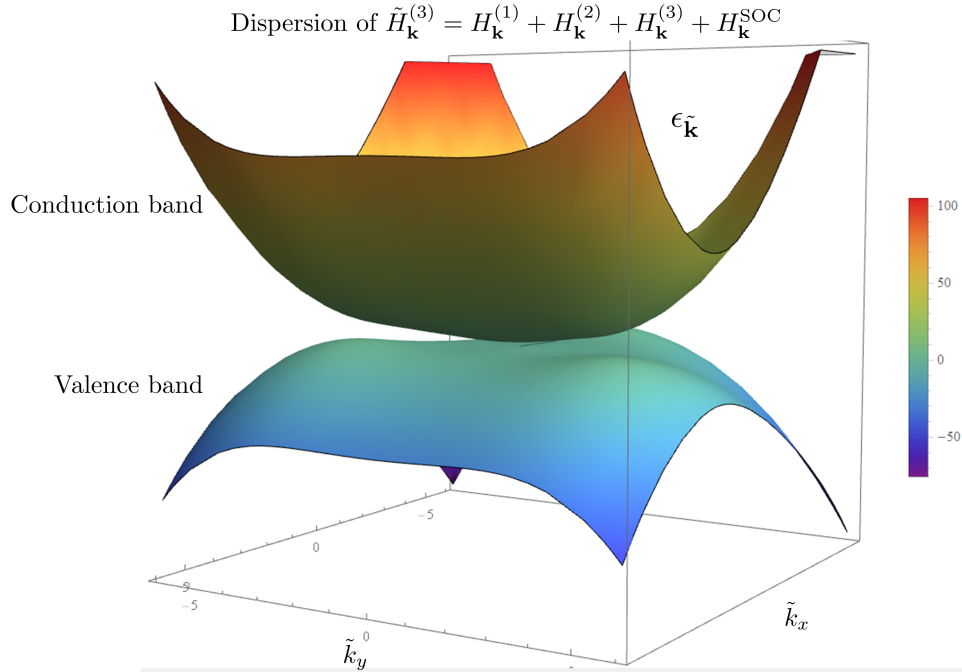 Dispersion of H̃_𝐤^(3) = H_𝐤^(1) + H_𝐤^(2) + H_𝐤^(3) + H_𝐤^SOC
ϵ_𝐤̃
Conduction band
100
50
0
−50
Valence band
−5
0
5
−5
0
k̃_x
k̃_y